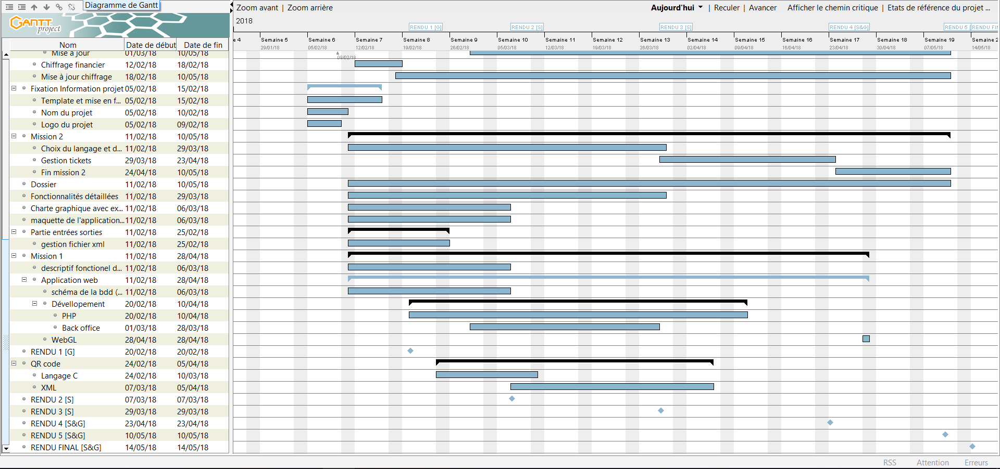 Diagramme de Gantt
Zoom avant | Zoom arrière
Aujourd'hui | Reculer | Avancer Afficher le chemin critique | Etats de référence du projet ...
GANTT project
2018
RENDU 1 [G] RENDU 2 [S] RENDU 3 [S] RENDU 4 [S&G] RENDU 5 RENDU FIN
Nom Date de début Date de fin
e 4 Semaine 5 Semaine 6 Semaine 7 Semaine 8 Semaine 9 Semaine 10 Semaine 11 Semaine 12 Semaine 13 Semaine 14 Semaine 15 Semaine 16 Semaine 17 Semaine 18 Semaine 19 Semaine 2
29/01/18 05/02/18 12/02/18 19/02/18 26/02/18 05/03/18 12/03/18 19/03/18 26/03/18 02/04/18 09/04/18 16/04/18 23/04/18 30/04/18 07/05/18 14/05/18
09/02/18
Mise à jour 01/03/18 10/05/18
Chiffrage financier 12/02/18 18/02/18
Mise à jour chiffrage 18/02/18 10/05/18
Fixation Information projet 05/02/18 15/02/18
Template et mise en f... 05/02/18 15/02/18
Nom du projet 05/02/18 10/02/18
Logo du projet 05/02/18 09/02/18
Mission 2 11/02/18 10/05/18
Choix du langage et d... 11/02/18 29/03/18
Gestion tickets 29/03/18 23/04/18
Fin mission 2 24/04/18 10/05/18
Dossier 11/02/18 10/05/18
Fonctionnalités détaillées 11/02/18 29/03/18
Charte graphique avec ex... 11/02/18 06/03/18
maquette de l'application... 11/02/18 06/03/18
Partie entrées sorties 11/02/18 25/02/18
gestion fichier xml 11/02/18 25/02/18
Mission 1 11/02/18 28/04/18
descriptif fonctionel d... 11/02/18 06/03/18
Application web 11/02/18 28/04/18
schéma de la bdd (... 11/02/18 06/03/18
Dévellopement 20/02/18 10/04/18
PHP 20/02/18 10/04/18
Back office 01/03/18 28/03/18
WebGL 28/04/18 28/04/18
RENDU 1 [G] 20/02/18 20/02/18
QR code 24/02/18 05/04/18
Langage C 24/02/18 10/03/18
XML 07/03/18 05/04/18
RENDU 2 [S] 07/03/18 07/03/18
RENDU 3 [S] 29/03/18 29/03/18
RENDU 4 [S&G] 23/04/18 23/04/18
RENDU 5 [S&G] 10/05/18 10/05/18
RENDU FINAL [S&G] 14/05/18 14/05/18
RSS Attention Erreurs